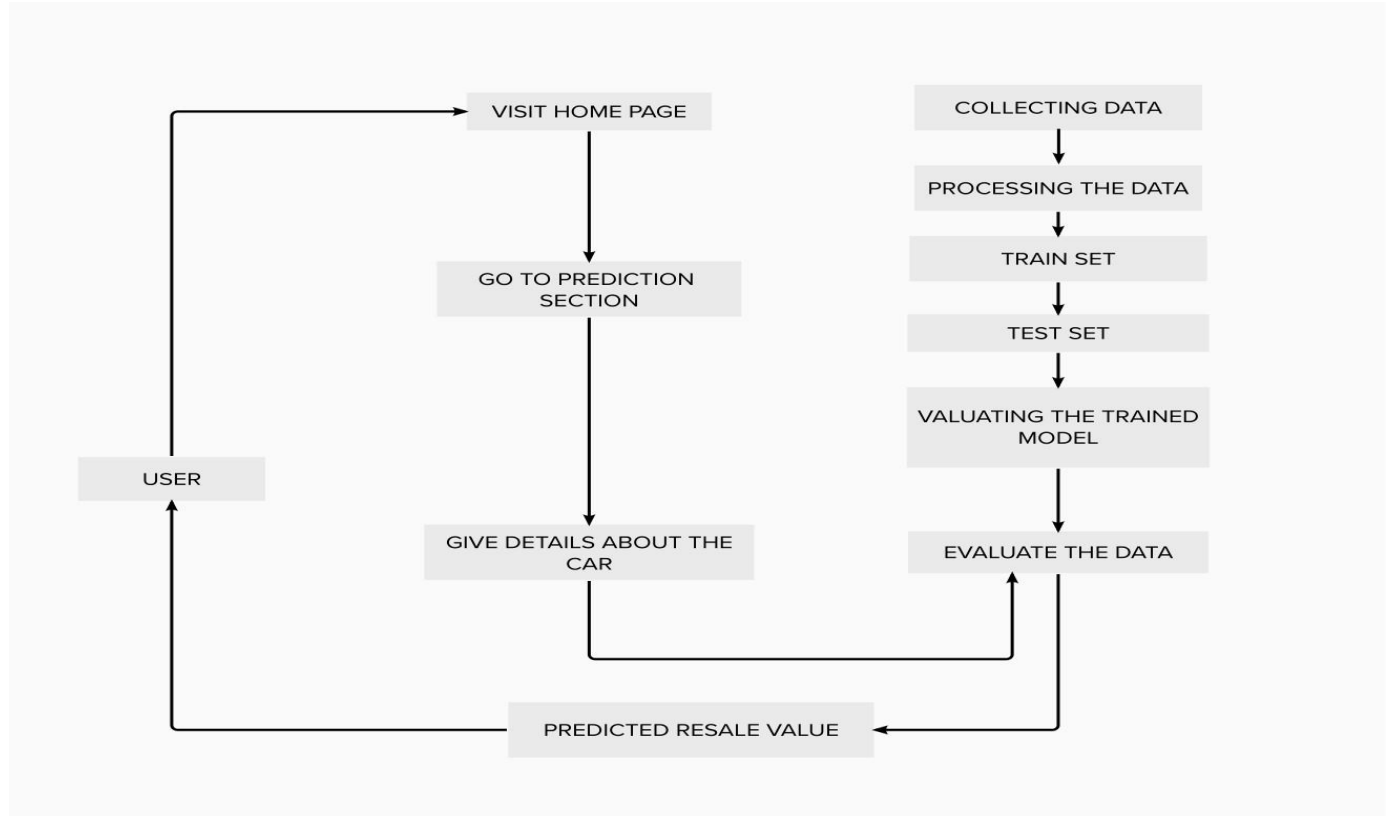 VISIT HOME PAGE
GO TO PREDICTION
SECTION
GIVE DETAILS ABOUT THE
CAR
USER
COLLECTING DATA
PROCESSING THE DATA
TRAIN SET
TEST SET
VALUATING THE TRAINED
MODEL
EVALUATE THE DATA
PREDICTED RESALE VALUE